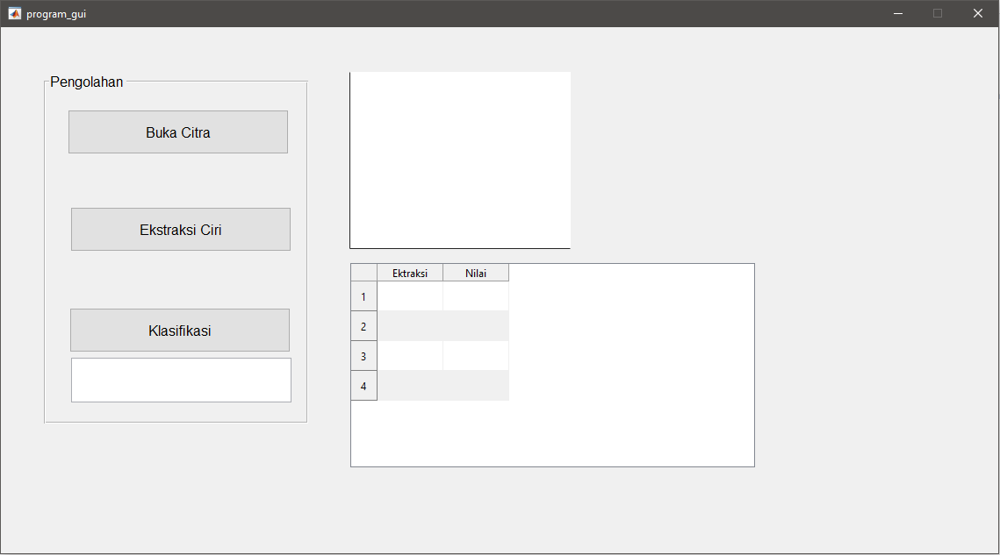 program_gui
Pengolahan
Buka Citra
Ekstraksi Ciri
Klasifikasi
Ektraksi Nilai
1
2
3
4